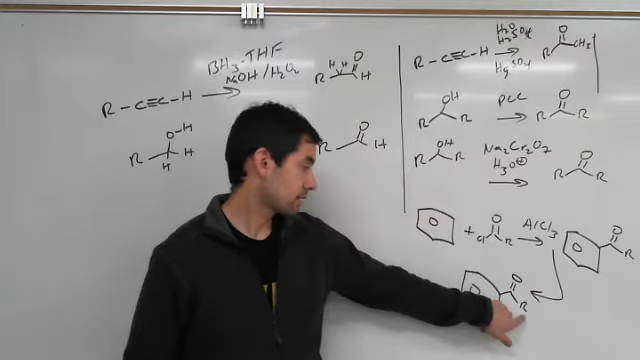 BH3·THF
NaOH/H2O2
R-C≡C-H
H H O
R H
O-H
R H
H
O
R H
R-C≡C-H
H2O
H2SO4
HgSO4
O
R CH3
OH
R R
PCC
O
R R
OH
R R
Na2Cr2O7
H3O⊕
O
R R
+
O
Cl R
AlCl3
O
R
O
R